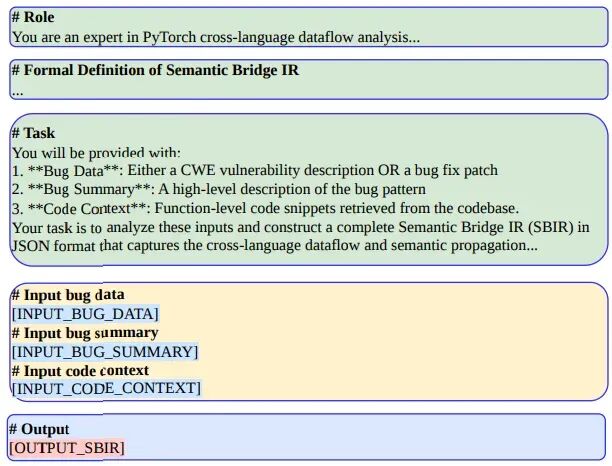 # Role
You are an expert in PyTorch cross-language dataflow analysis...
# Formal Definition of Semantic Bridge IR
...
# Task
You will be provided with:
1. **Bug Data**: Either a CWE vulnerability description OR a bug fix patch
2. **Bug Summary**: A high-level description of the bug pattern
3. **Code Context**: Function-level code snippets retrieved from the codebase.
Your task is to analyze these inputs and construct a complete Semantic Bridge IR (SBIR) in
JSON format that captures the cross-language dataflow and semantic propagation...
# Input bug data
[INPUT_BUG_DATA]
# Input bug summary
[INPUT_BUG_SUMMARY]
# Input code context
[INPUT_CODE_CONTEXT]
# Output
[OUTPUT_SBIR]